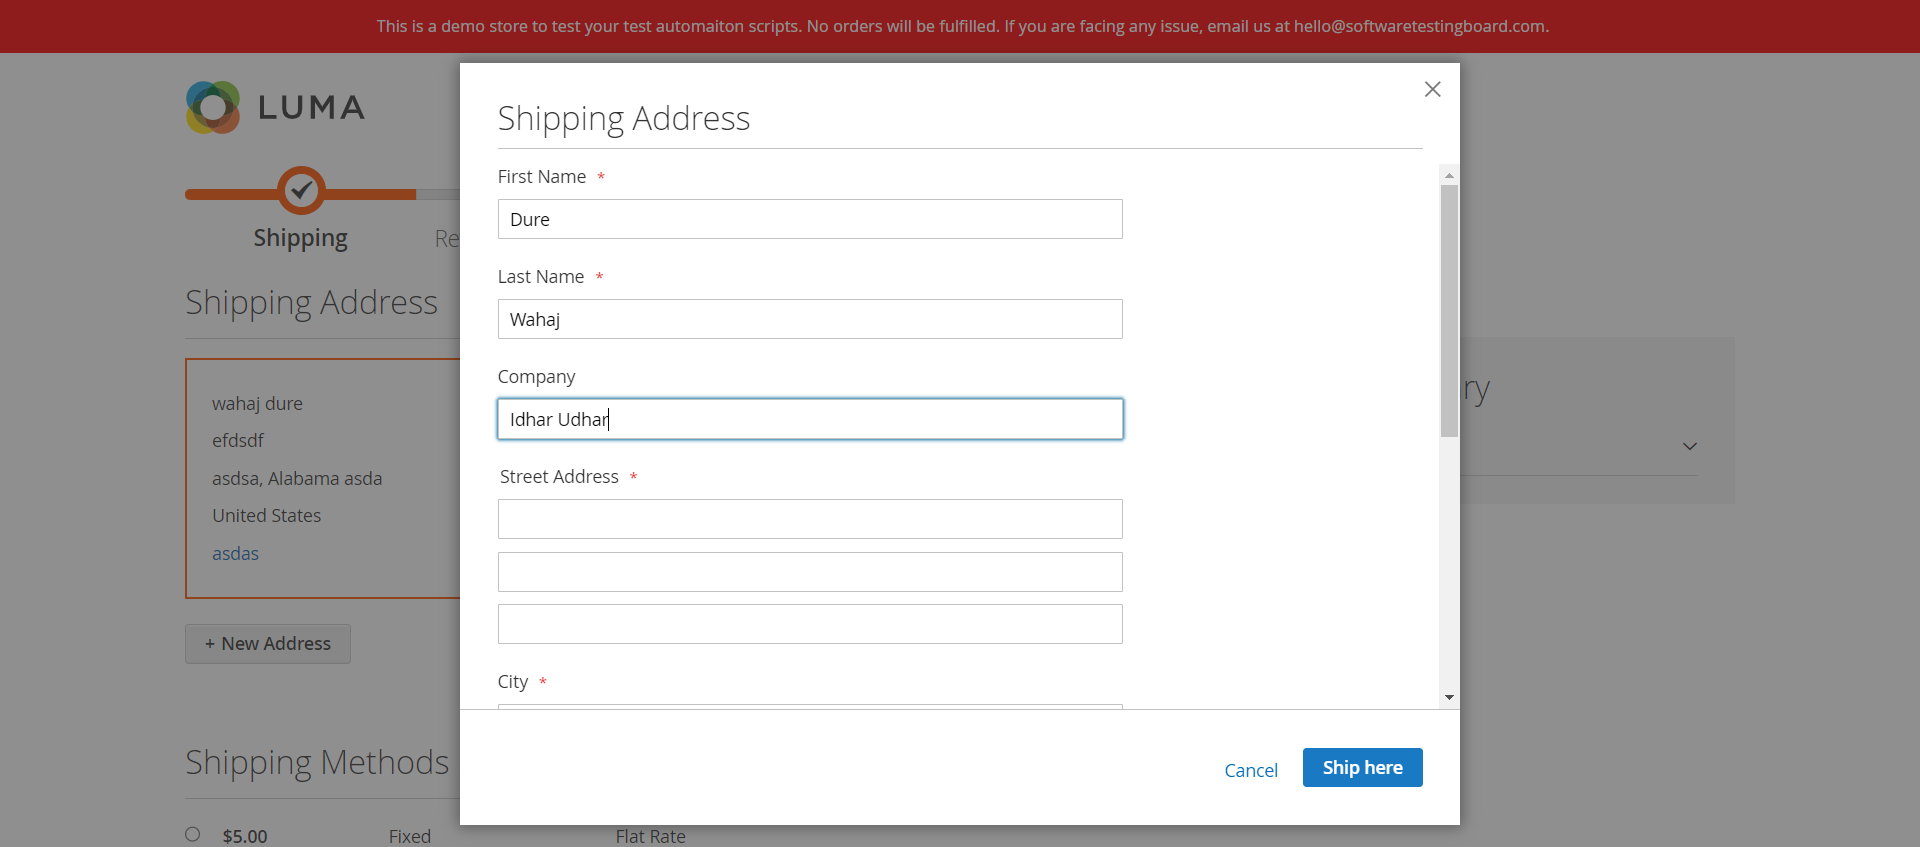 This is a demo store to test your test automaiton scripts. No orders will be fulfilled. If you are facing any issue, email us at hello@softwaretestingboard.com.
LUMA
Shipping
Re
Shipping Address
wahaj dure
efdsdf
asdsa, Alabama asda
United States
asdas
+ New Address
Shipping Methods
$5.00 Fixed Flat Rate
Shipping Address
First Name *
Dure
Last Name *
Wahaj
Company
Idhar Udhar
Street Address *
City *
Cancel
Ship here
ry